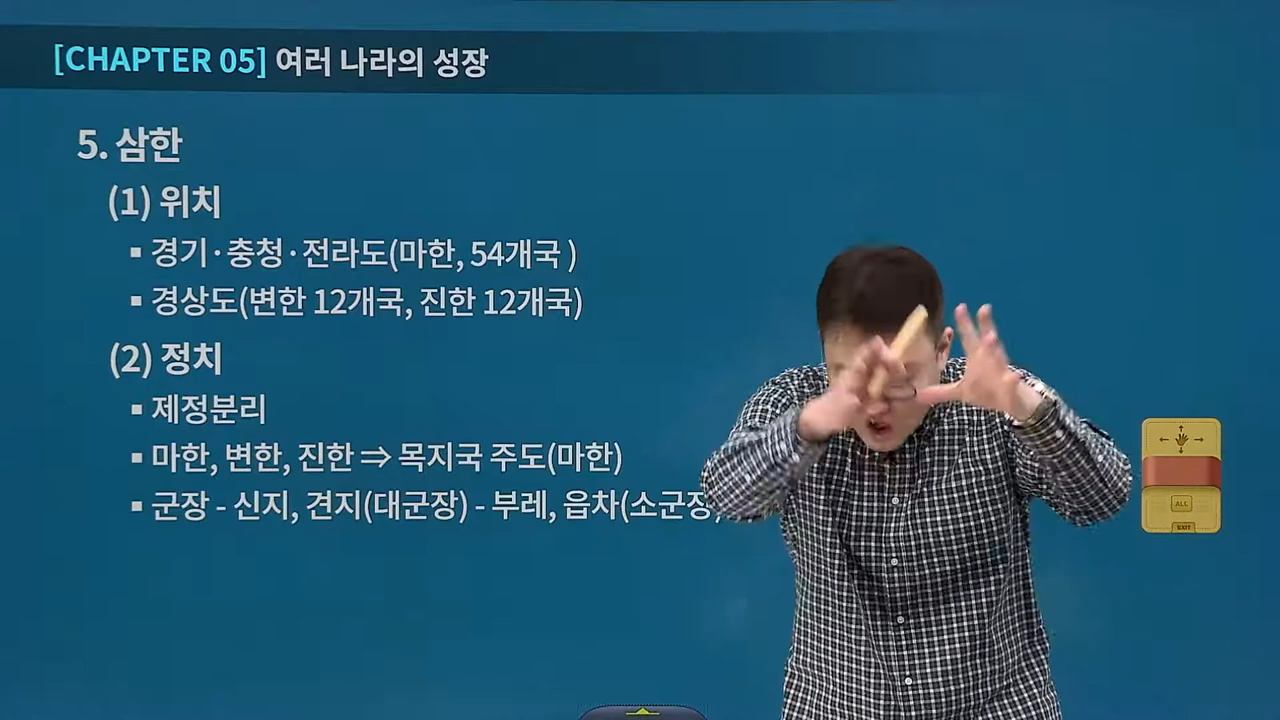 [CHAPTER 05] 여러 나라의 성장
5. 삼한
(1) 위치
▪ 경기·충청·전라도(마한, 54개국 )
▪ 경상도(변한 12개국, 진한 12개국)
(2) 정치
▪ 제정분리
▪ 마한, 변한, 진한 ⇒ 목지국 주도(마한)
▪ 군장 - 신지, 견지(대군장) - 부레, 읍차(소군장)
ALL
EXIT